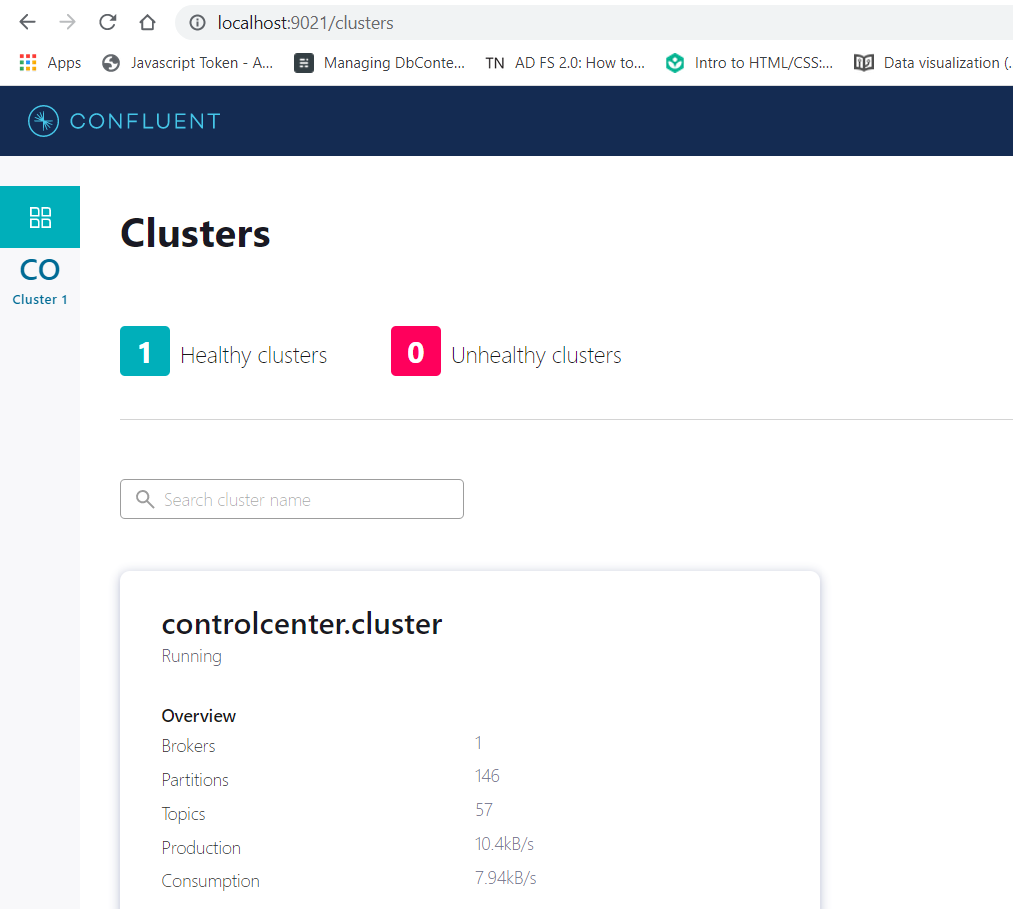 localhost:9021/clusters
Apps Javascript Token - A... Managing DbConte... TN AD FS 2.0: How to... Intro to HTML/CSS:... Data visualization (.
CONFLUENT
CO
Cluster 1
Clusters
1 Healthy clusters 0 Unhealthy clusters
Search cluster name
controlcenter.cluster
Running
Overview
Brokers 1
Partitions 146
Topics 57
Production 10.4kB/s
Consumption 7.94kB/s